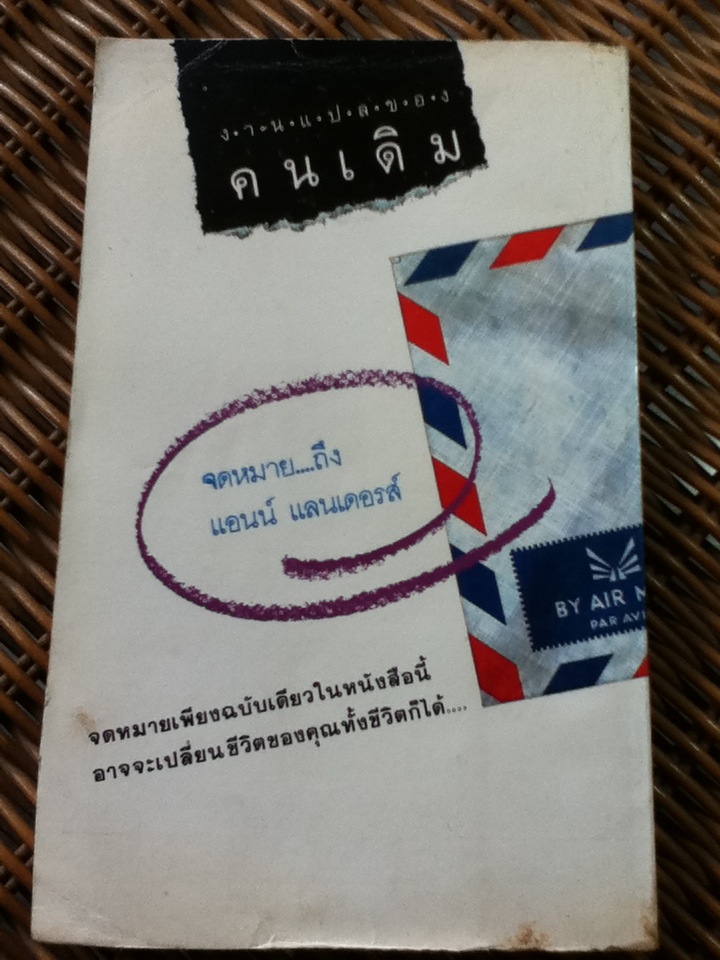 ง•า•น•แ•ป•ล•ข•อ•ง
คนเดิม
จดหมาย....ถึง
แอนน์ แลนเดอรส์
BY AIR M
PAR AVI
จดหมายเพียงฉบับเดียวในหนังสือนี้
อาจจะเปลี่ยนชีวิตของคุณทั้งชีวิตก็ได้....